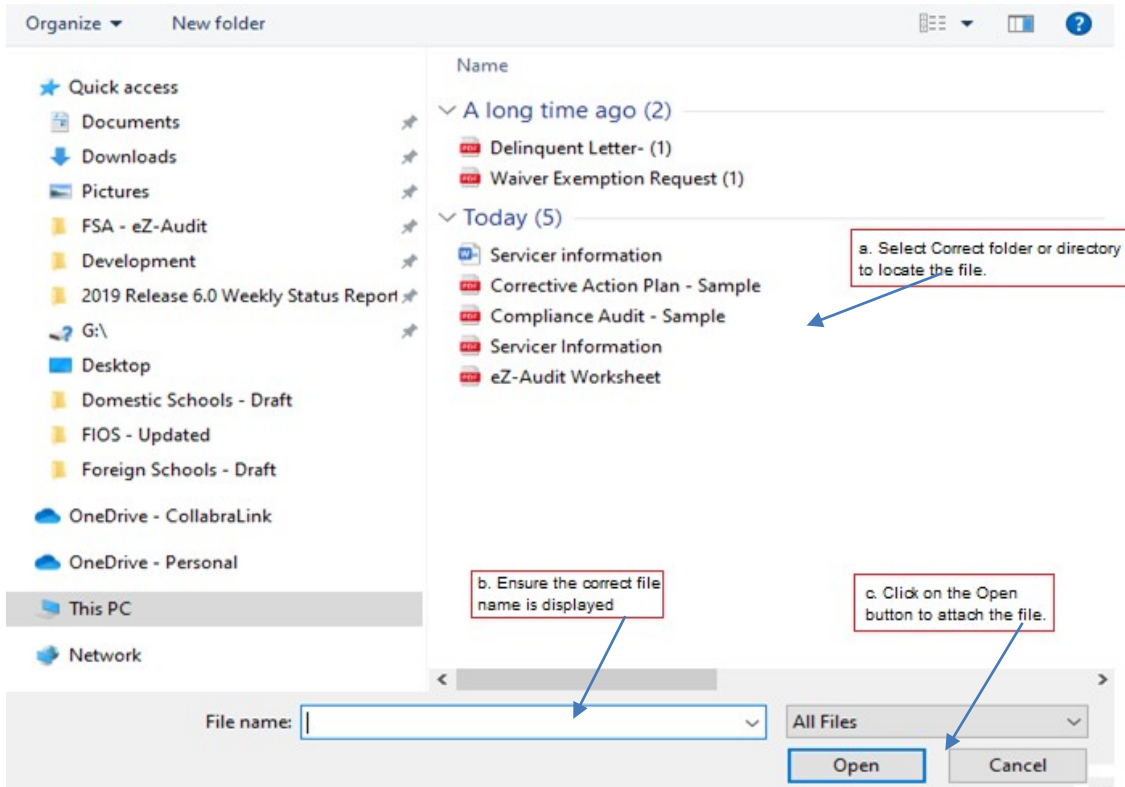 Organize New folder
Quick access
Documents
Downloads
Pictures
FSA - eZ-Audit
Development
2019 Release 6.0 Weekly Status Report
G:\
Desktop
Domestic Schools - Draft
FIOS - Updated
Foreign Schools - Draft
OneDrive - CollabraLink
OneDrive - Personal
This PC
Network
Name
A long time ago (2)
Delinquent Letter- (1)
Waiver Exemption Request (1)
Today (5)
Servicer information
Corrective Action Plan - Sample
Compliance Audit - Sample
Servicer Information
eZ-Audit Worksheet
a. Select Correct folder or directory
to locate the file.
b. Ensure the correct file
name is displayed
c. Click on the Open
button to attach the file.
File name:
All Files
Open Cancel